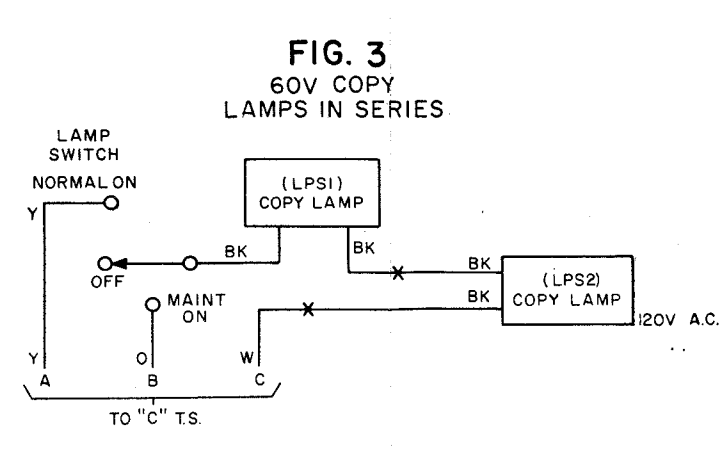 FIG. 3
60V COPY
LAMPS IN SERIES
LAMP
SWITCH
NORMAL ON
Y
(LPS1)
COPY LAMP
BK
BK
OFF
MAINT
ON
BK
BK
(LPS2)
COPY LAMP
120V A.C.
Y
O
W
A
B
C
TO "C" T.S.